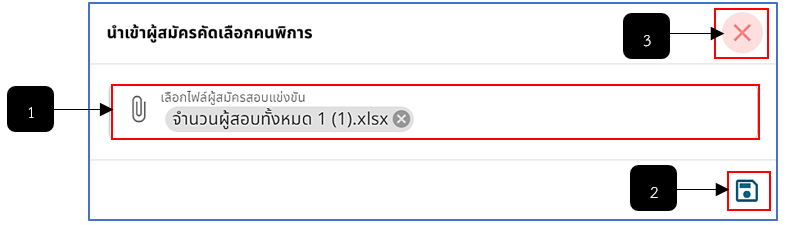 นำเข้าผู้สมัครคัดเลือกคนพิการ
3
เลือกไฟล์ผู้สมัครสอบแข่งขัน
1
จำนวนผู้สอบทั้งหมด 1 (1).xlsx
2